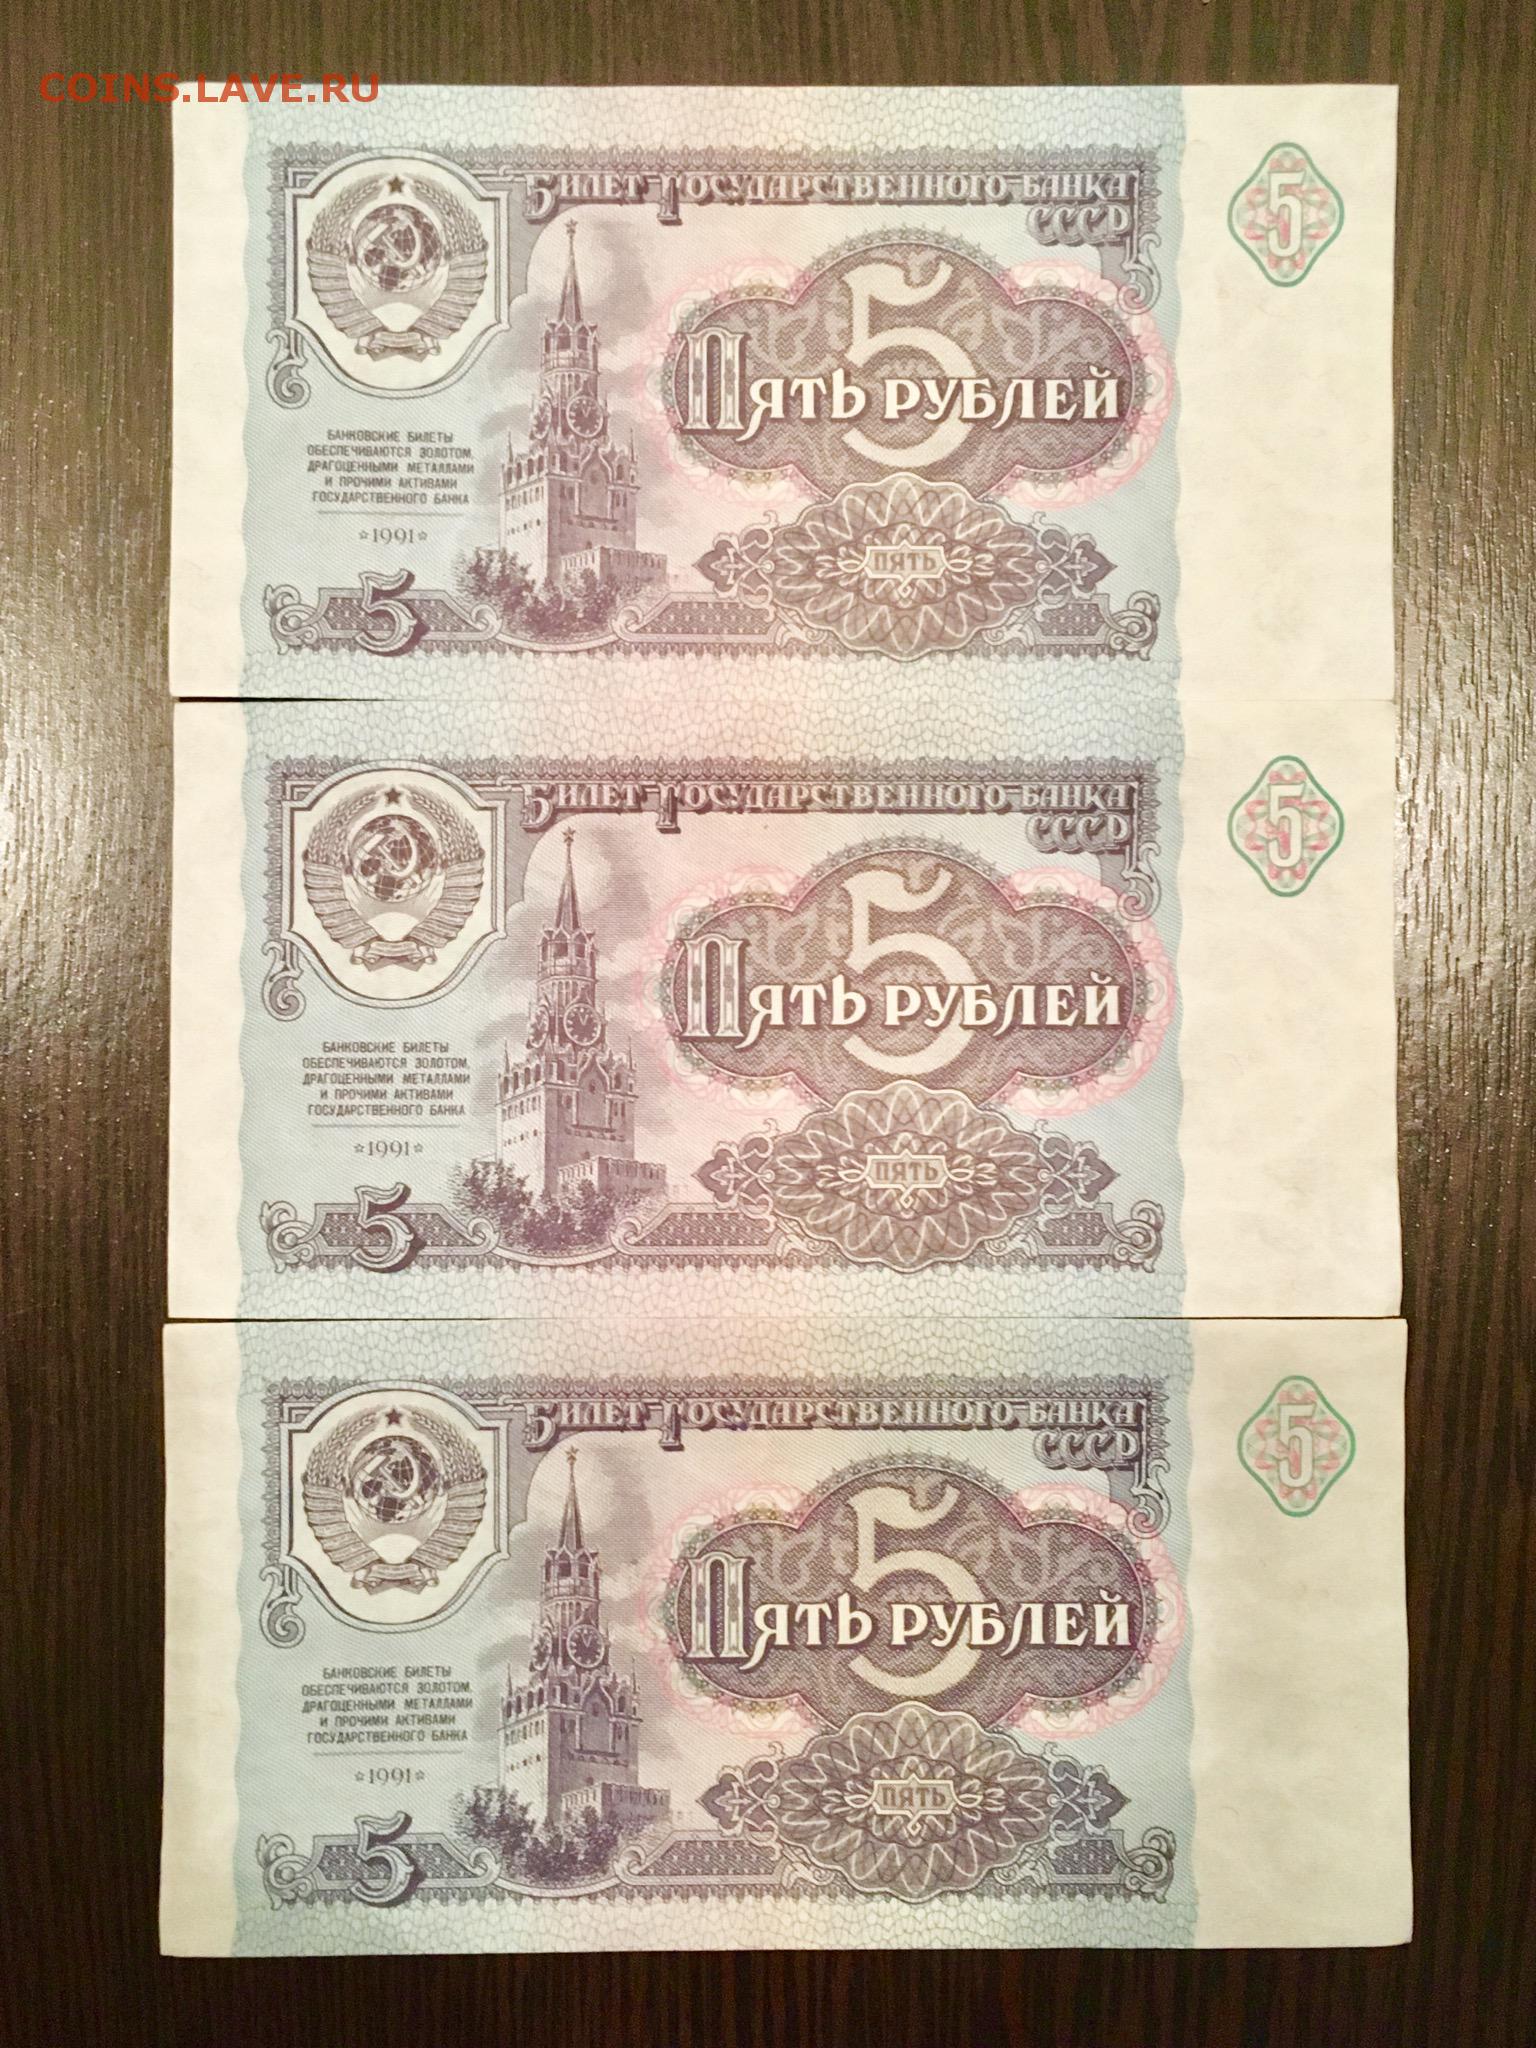 COINS.LAVE.RU
БИЛЕТ ГОСУДАРСТВЕННОГО БАНКА
СССР
5
5
ПЯТЬ РУБЛЕЙ
БАНКОВСКИЕ БИЛЕТЫ
ОБЕСПЕЧИВАЮТСЯ ЗОЛОТОМ,
ДРАГОЦЕННЫМИ МЕТАЛЛАМИ
И ПРОЧИМИ АКТИВАМИ
ГОСУДАРСТВЕННОГО БАНКА
☆1991☆
ПЯТЬ
5
БИЛЕТ ГОСУДАРСТВЕННОГО БАНКА
СССР
5
5
ПЯТЬ РУБЛЕЙ
БАНКОВСКИЕ БИЛЕТЫ
ОБЕСПЕЧИВАЮТСЯ ЗОЛОТОМ,
ДРАГОЦЕННЫМИ МЕТАЛЛАМИ
И ПРОЧИМИ АКТИВАМИ
ГОСУДАРСТВЕННОГО БАНКА
☆1991☆
ПЯТЬ
5
БИЛЕТ ГОСУДАРСТВЕННОГО БАНКА
СССР
5
5
ПЯТЬ РУБЛЕЙ
БАНКОВСКИЕ БИЛЕТЫ
ОБЕСПЕЧИВАЮТСЯ ЗОЛОТОМ,
ДРАГОЦЕННЫМИ МЕТАЛЛАМИ
И ПРОЧИМИ АКТИВАМИ
ГОСУДАРСТВЕННОГО БАНКА
☆1991☆
ПЯТЬ
5